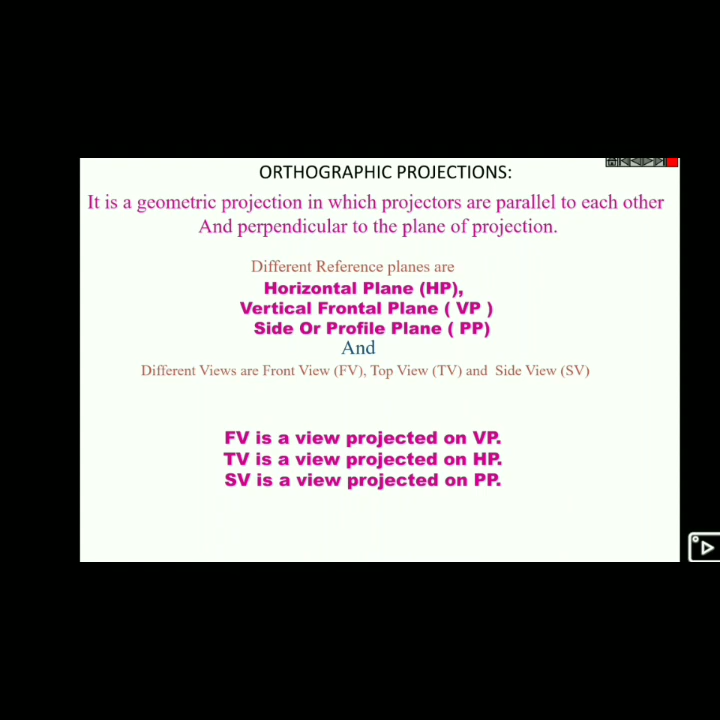 ORTHOGRAPHIC PROJECTIONS:
It is a geometric projection in which projectors are parallel to each other
And perpendicular to the plane of projection.
Different Reference planes are
Horizontal Plane (HP),
Vertical Frontal Plane ( VP )
Side Or Profile Plane ( PP)
And
Different Views are Front View (FV), Top View (TV) and Side View (SV)
FV is a view projected on VP.
TV is a view projected on HP.
SV is a view projected on PP.